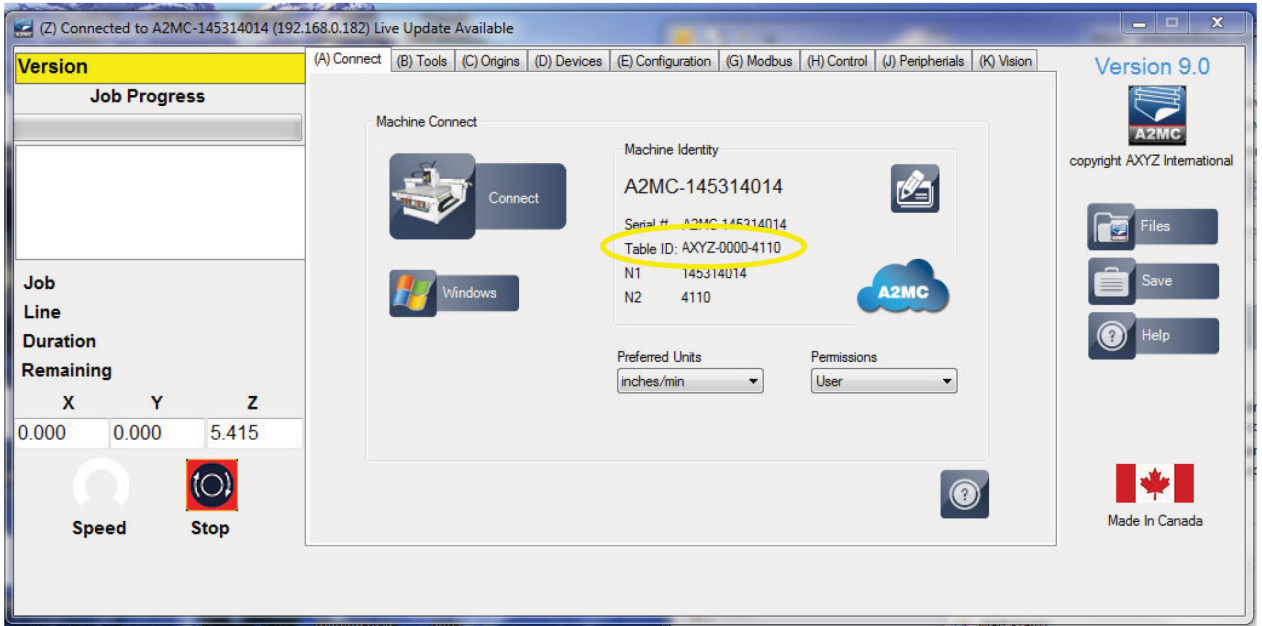 (Z) Connected to A2MC-145314014 (192.168.0.182) Live Update Available
Version
Job Progress
Job
Line
Duration
Remaining
X Y Z
0.000 0.000 5.415
Speed Stop
(A) Connect (B) Tools (C) Origins (D) Devices (E) Configuration (G) Modbus (H) Control (J) Peripherials (K) Vision
Machine Connect
Connect
Windows
Machine Identity
A2MC-145314014
Serial # A2MC-145314014
Table ID: AXYZ-0000-4110
N1 145314014
N2 4110
A2MC
Preferred Units Permissions
inches/min User
Version 9.0
A2MC
copyright AXYZ International
Files
Save
Help
Made In Canada